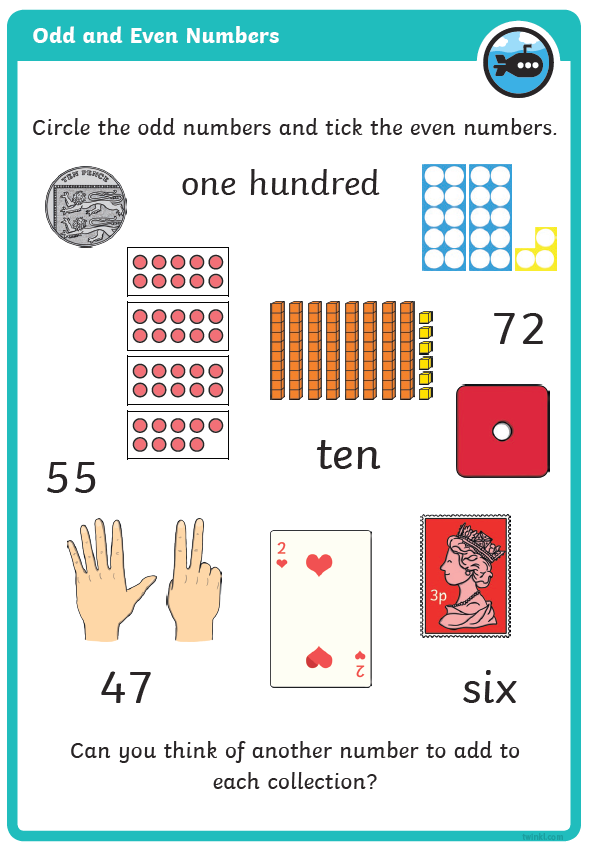 Odd and Even Numbers
Circle the odd numbers and tick the even numbers.
TEN PENCE
one hundred
72
ten
55
2
3p
2
47
six
Can you think of another number to add to
each collection?
twinkl.com